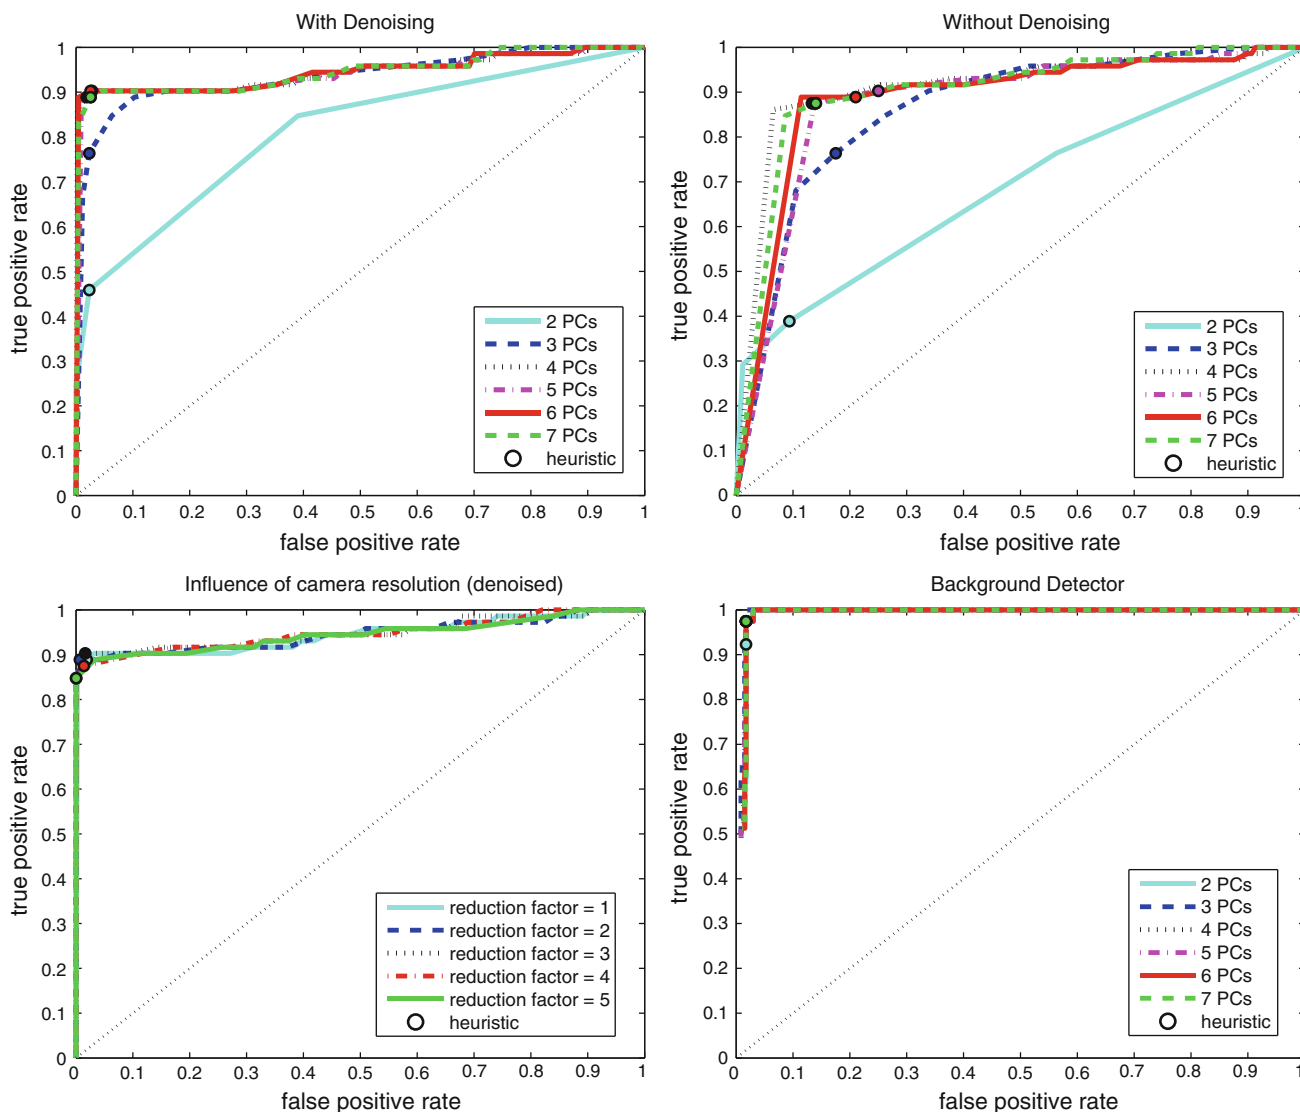 With Denoising
1
0.9
0.8
0.7
0.6
0.5
0.4
0.3
0.2
0.1
0
true positive rate
0 0.1 0.2 0.3 0.4 0.5 0.6 0.7 0.8 0.9 1
false positive rate
2 PCs
3 PCs
4 PCs
5 PCs
6 PCs
7 PCs
heuristic
Without Denoising
1
0.9
0.8
0.7
0.6
0.5
0.4
0.3
0.2
0.1
0
true positive rate
0 0.1 0.2 0.3 0.4 0.5 0.6 0.7 0.8 0.9 1
false positive rate
2 PCs
3 PCs
4 PCs
5 PCs
6 PCs
7 PCs
heuristic
Influence of camera resolution (denoised)
1
0.9
0.8
0.7
0.6
0.5
0.4
0.3
0.2
0.1
0
true positive rate
0 0.1 0.2 0.3 0.4 0.5 0.6 0.7 0.8 0.9 1
false positive rate
reduction factor = 1
reduction factor = 2
reduction factor = 3
reduction factor = 4
reduction factor = 5
heuristic
Background Detector
1
0.9
0.8
0.7
0.6
0.5
0.4
0.3
0.2
0.1
0
true positive rate
0 0.1 0.2 0.3 0.4 0.5 0.6 0.7 0.8 0.9 1
false positive rate
2 PCs
3 PCs
4 PCs
5 PCs
6 PCs
7 PCs
heuristic